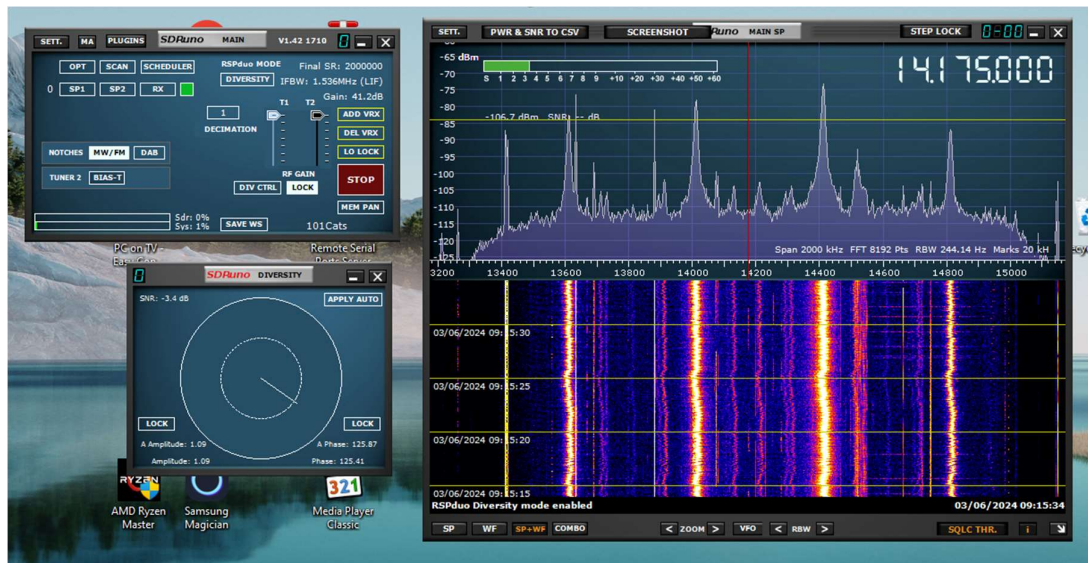 SETT. MA PLUGINS SDRuno MAIN V1.42 1710 0
OPT SCAN SCHEDULER
RSPduo MODE Final SR: 2000000
DIVERSITY IFBW: 1.536MHz (LIF)
0 SP1 SP2 RX
Gain: 41.2dB
1
DECIMATION
T1 T2
ADD VRX
DEL VRX
LO LOCK
NOTCHES MW/FM DAB
TUNER 2 BIAS-T
RF GAIN
DIV CTRL LOCK
STOP
MEM PAN
Sdr: 0%
Sys: 1%
SAVE WS
101Cats
PC on TV -
Remote Serial
Ports Server
0 SDRuno DIVERSITY
SNR: -3.4 dB
APPLY AUTO
LOCK LOCK
A Amplitude: 1.09 A Phase: 125.87
Amplitude: 1.09 Phase: 125.41
RYZEN
AMD Ryzen
Master
Samsung
Magician
321
Media Player
Classic
SETT. PWR & SNR TO CSV SCREENSHOT MAIN SP STEP LOCK 0-00
-65 dBm
14.175.000
S 1 2 3 4 5 6 7 8 9 +10 +20 +30 +40 +50 +60
-70
-75
-80
-85
-106.7 dBm SNR: -- dB
-90
-95
-100
-105
-110
-115
-120
-125
Span 2000 kHz FFT 8192 Pts RBW 244.14 Hz Marks 20 kH
13200 13400 13600 13800 14000 14200 14400 14600 14800 15000
03/06/2024 09:15:30
03/06/2024 09:15:25
03/06/2024 09:15:20
03/06/2024 09:15:15
RSPduo Diversity mode enabled 03/06/2024 09:15:34
SP WF SP+WF COMBO < ZOOM > VFO < RBW > SQLC THR. i